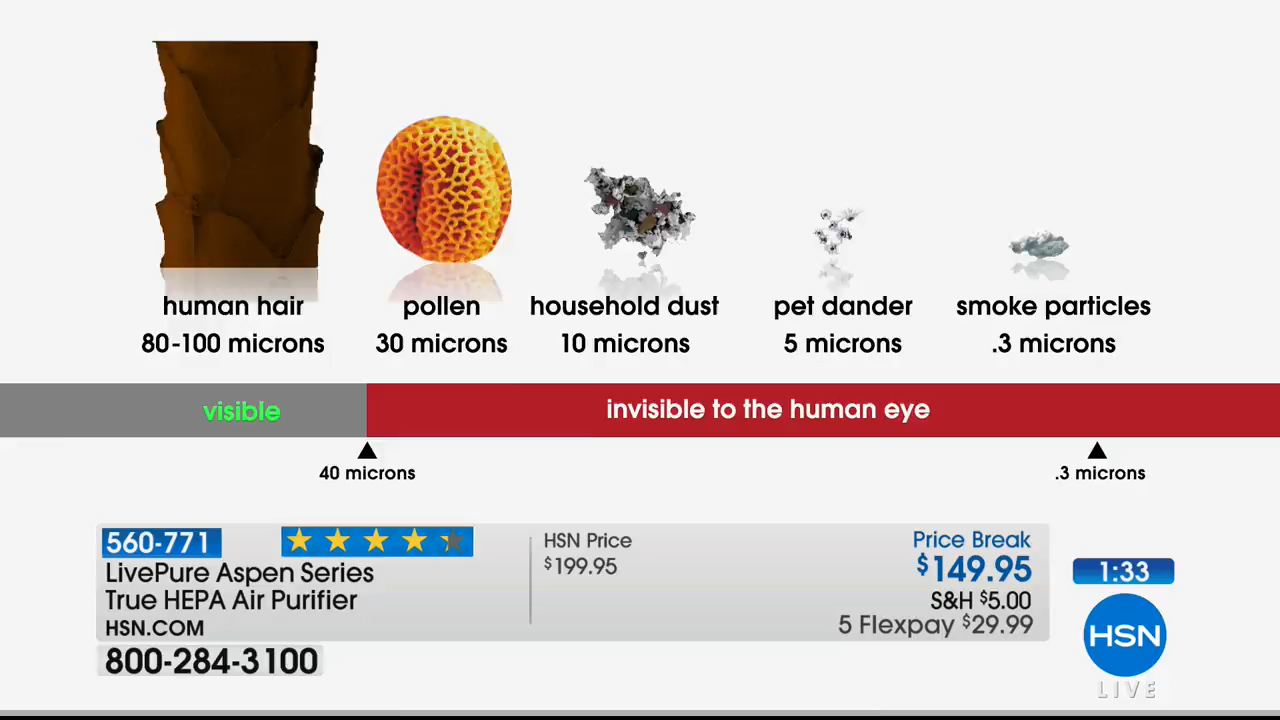 human hair
80-100 microns
pollen
30 microns
household dust
10 microns
pet dander
5 microns
smoke particles
.3 microns
visible
invisible to the human eye
40 microns
.3 microns
560-771
LivePure Aspen Series
True HEPA Air Purifier
HSN.COM
800-284-3100
HSN Price
$199.95
Price Break
$149.95
S&H $5.00
5 Flexpay $29.99
1:33
HSN
LIVE